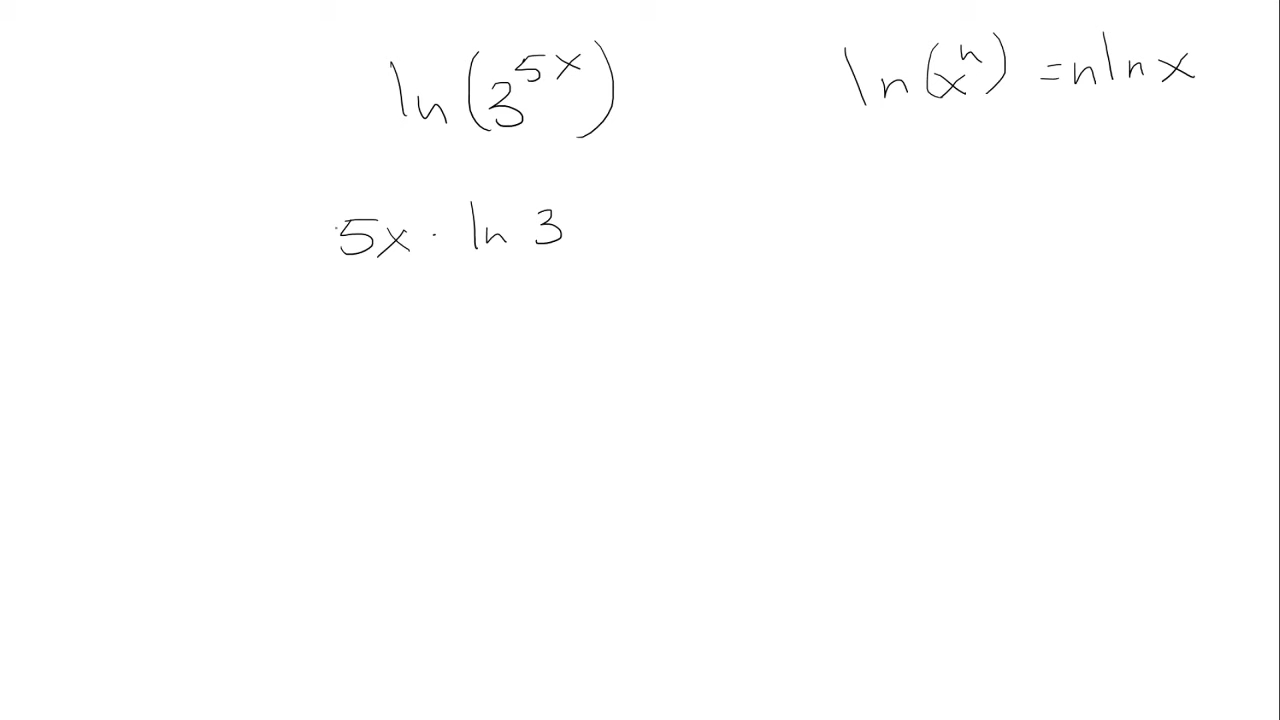 ln(3^5x)
ln(x^n) = n ln x
5x · ln 3